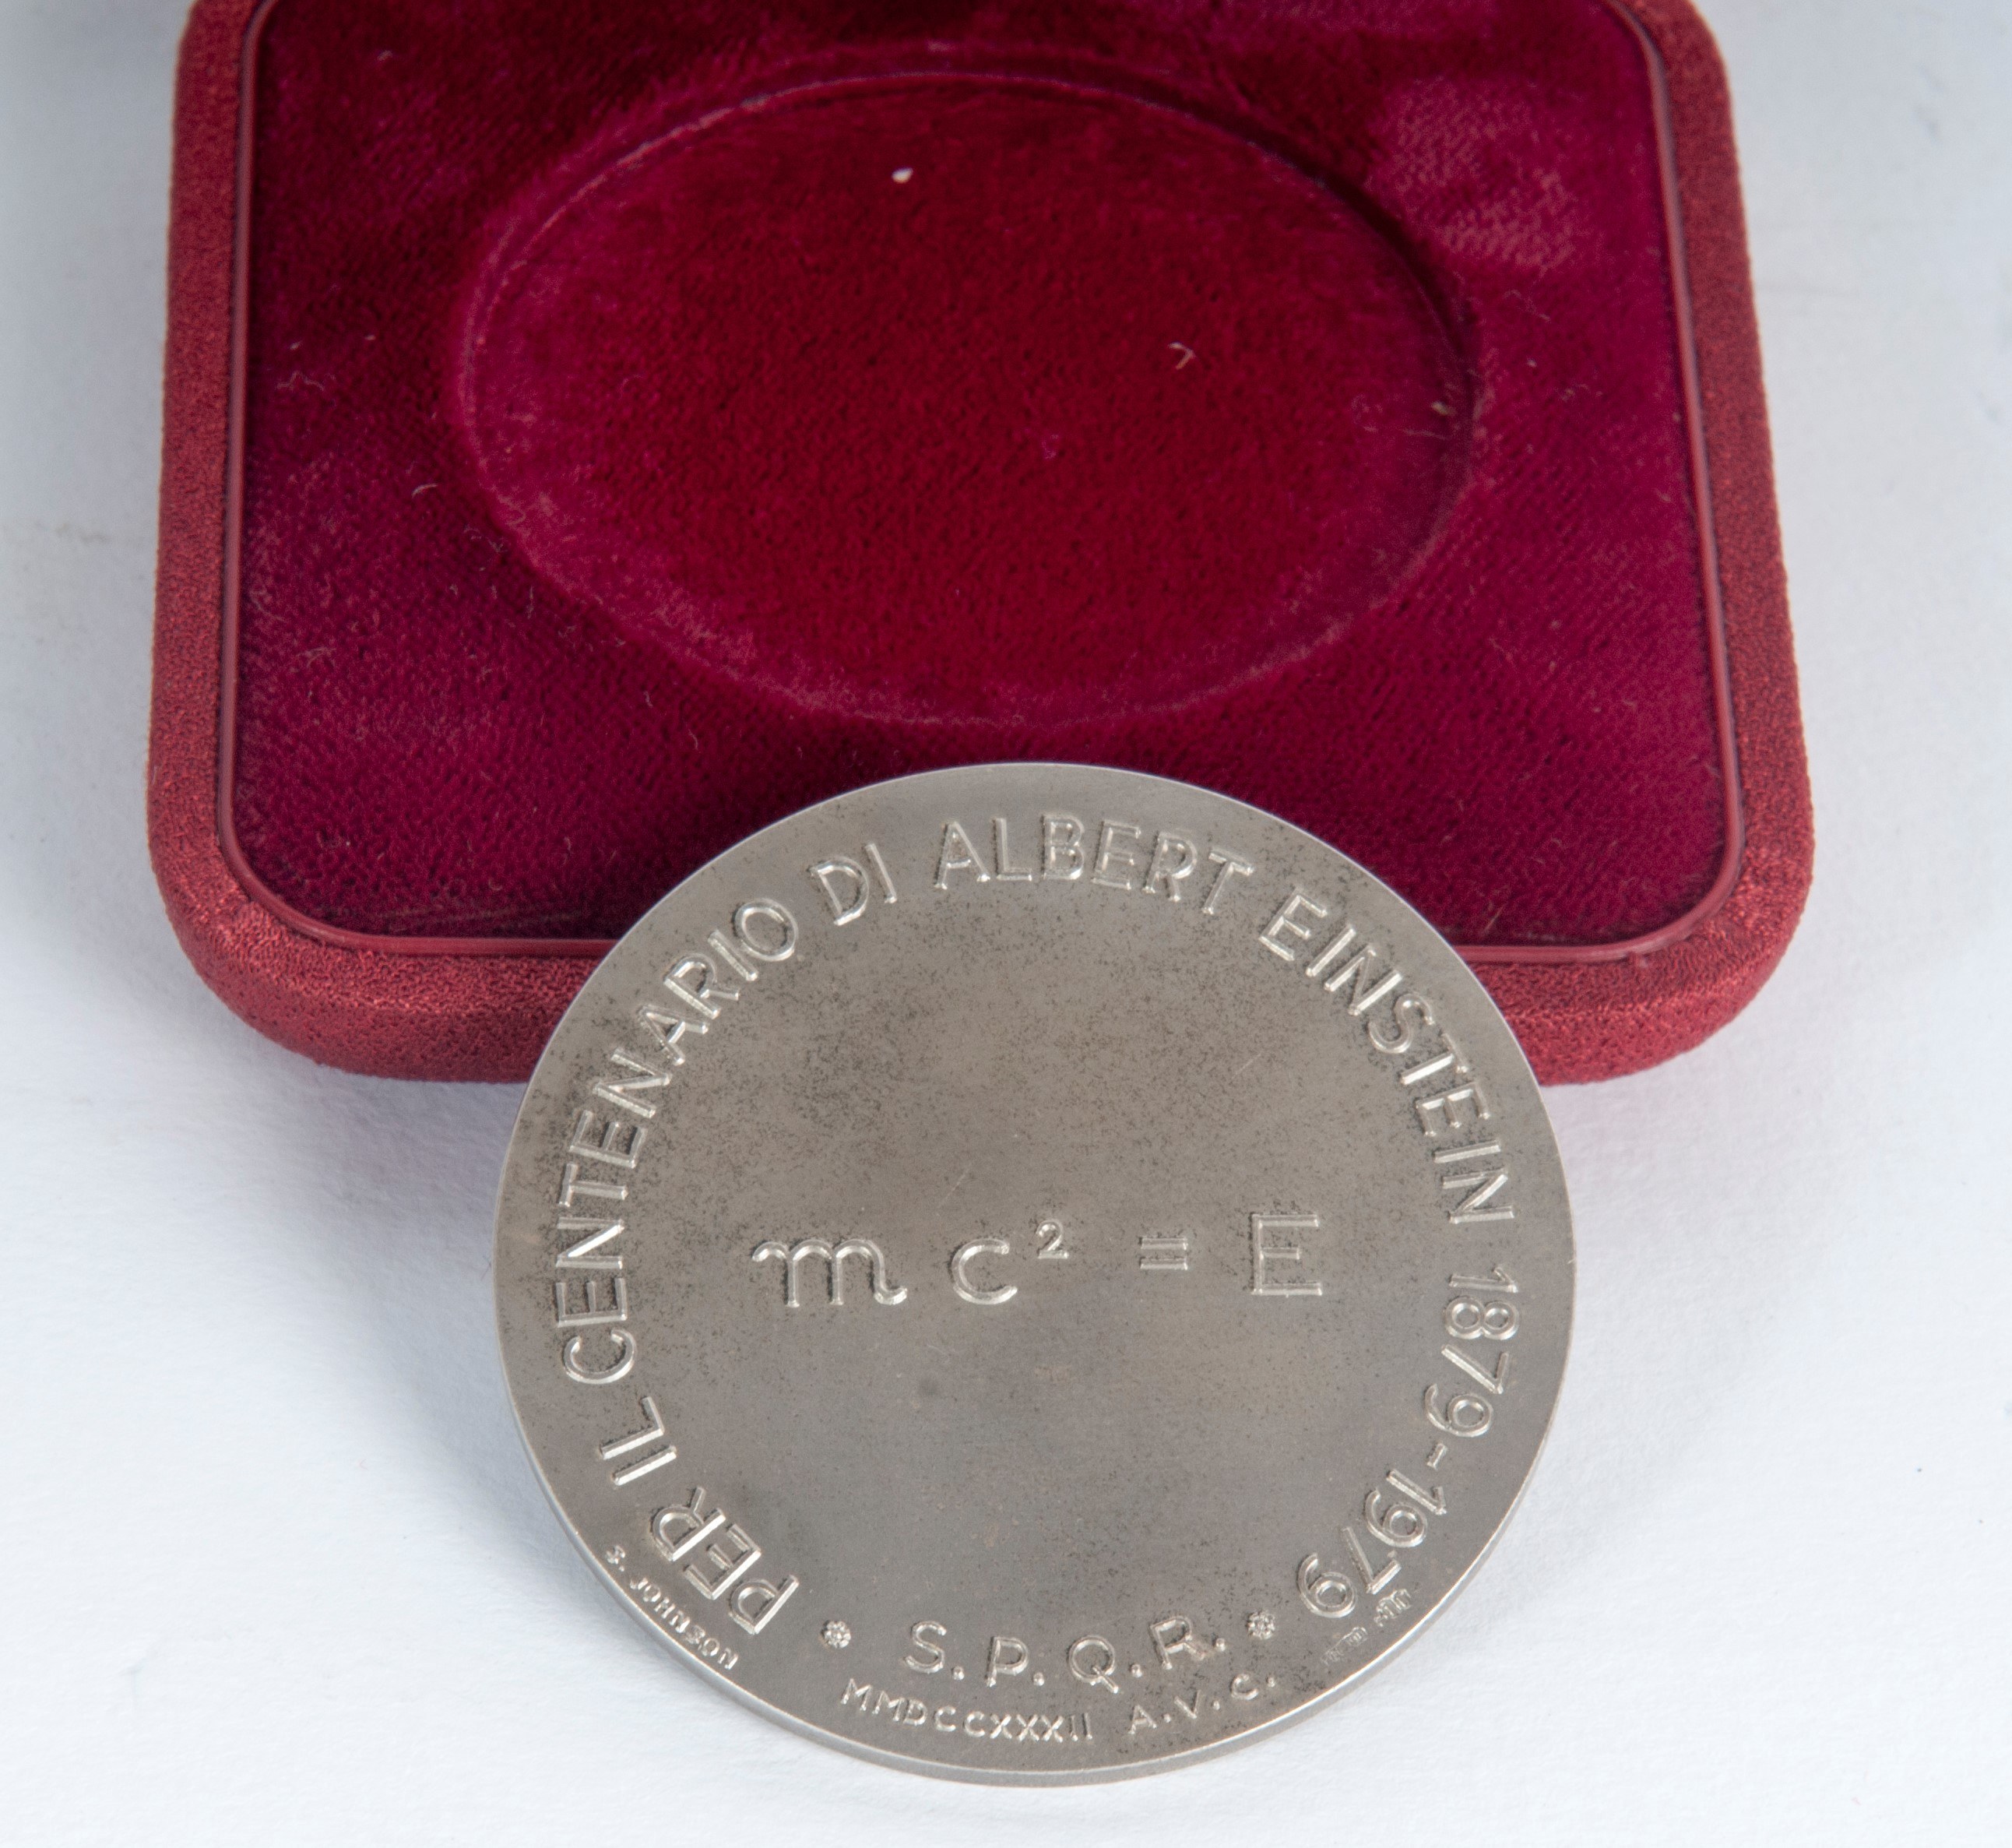 PER IL CENTENARIO DI ALBERT EINSTEIN 1879-1979
mc² = E
S.P.Q.R.
MMDCCXXXII A.V.C.
S. JOHNSON